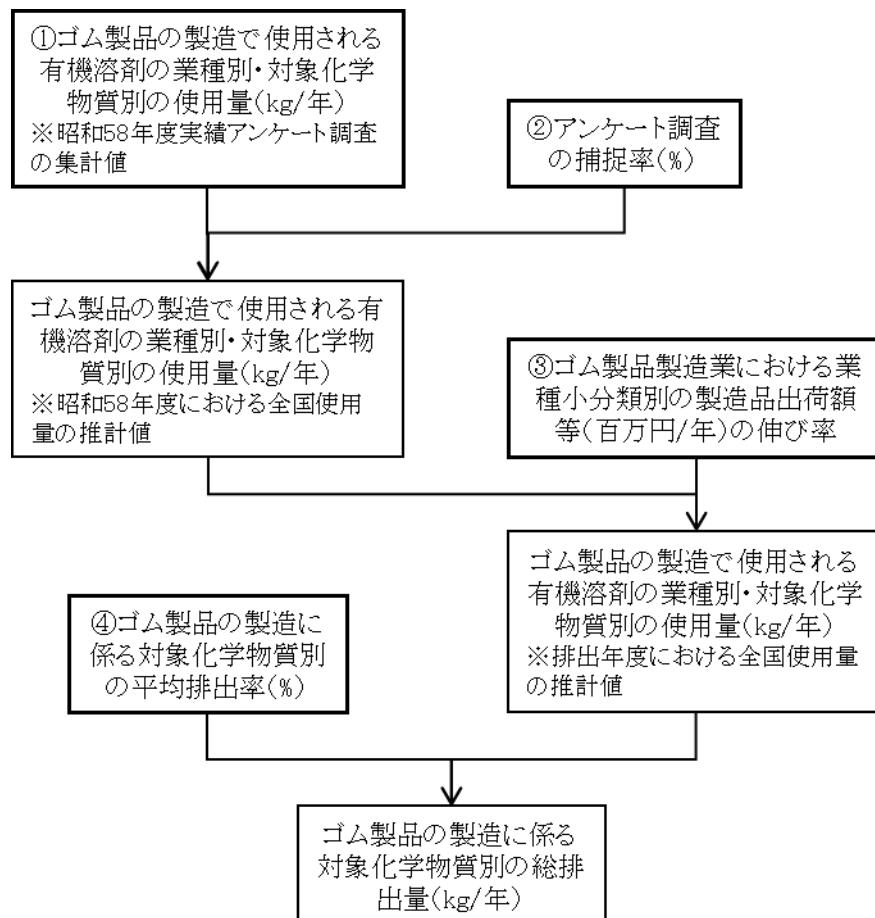 ①ゴム製品の製造で使用される
有機溶剤の業種別・対象化学
物質別の使用量(kg/年)
※昭和58年度実績アンケート調査
の集計値
②アンケート調査
の捕捉率(%)
ゴム製品の製造で使用される有
機溶剤の業種別・対象化学物
質別の使用量(kg/年)
※昭和58年度における全国使用
量の推計値
③ゴム製品製造業における業
種小分類別の製造品出荷額
等(百万円/年)の伸び率
ゴム製品の製造で使用される
有機溶剤の業種別・対象化学
物質別の使用量(kg/年)
※排出年度における全国使用量
の推計値
④ゴム製品の製造に
係る対象化学物質別
の平均排出率(%)
ゴム製品の製造に係る
対象化学物質別の総排
出量(kg/年)